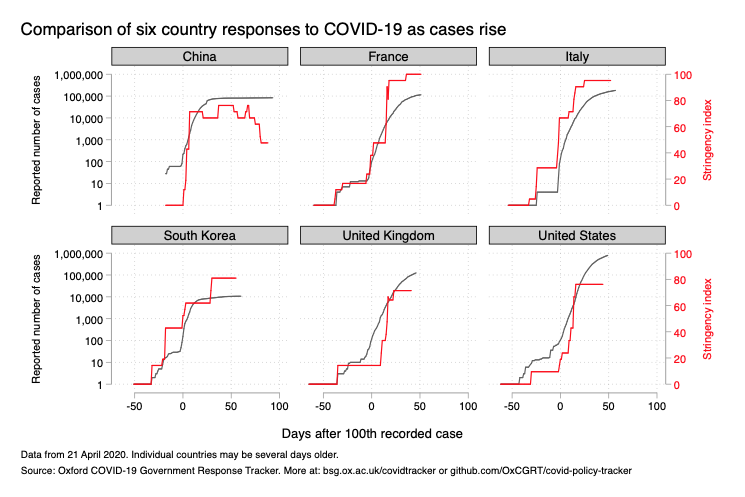 Comparison of six country responses to COVID-19 as cases rise
China
France
Italy
Reported number of cases
1,000,000
100,000
10,000
1,000
100
10
1
100
80
60
40
20
0
Stringency index
South Korea
United Kingdom
United States
Reported number of cases
1,000,000
100,000
10,000
1,000
100
10
1
100
80
60
40
20
0
Stringency index
-50 0 50 100
-50 0 50 100
-50 0 50 100
Days after 100th recorded case
Data from 21 April 2020. Individual countries may be several days older.
Source: Oxford COVID-19 Government Response Tracker. More at: bsg.ox.ac.uk/covidtracker or github.com/OxCGRT/covid-policy-tracker